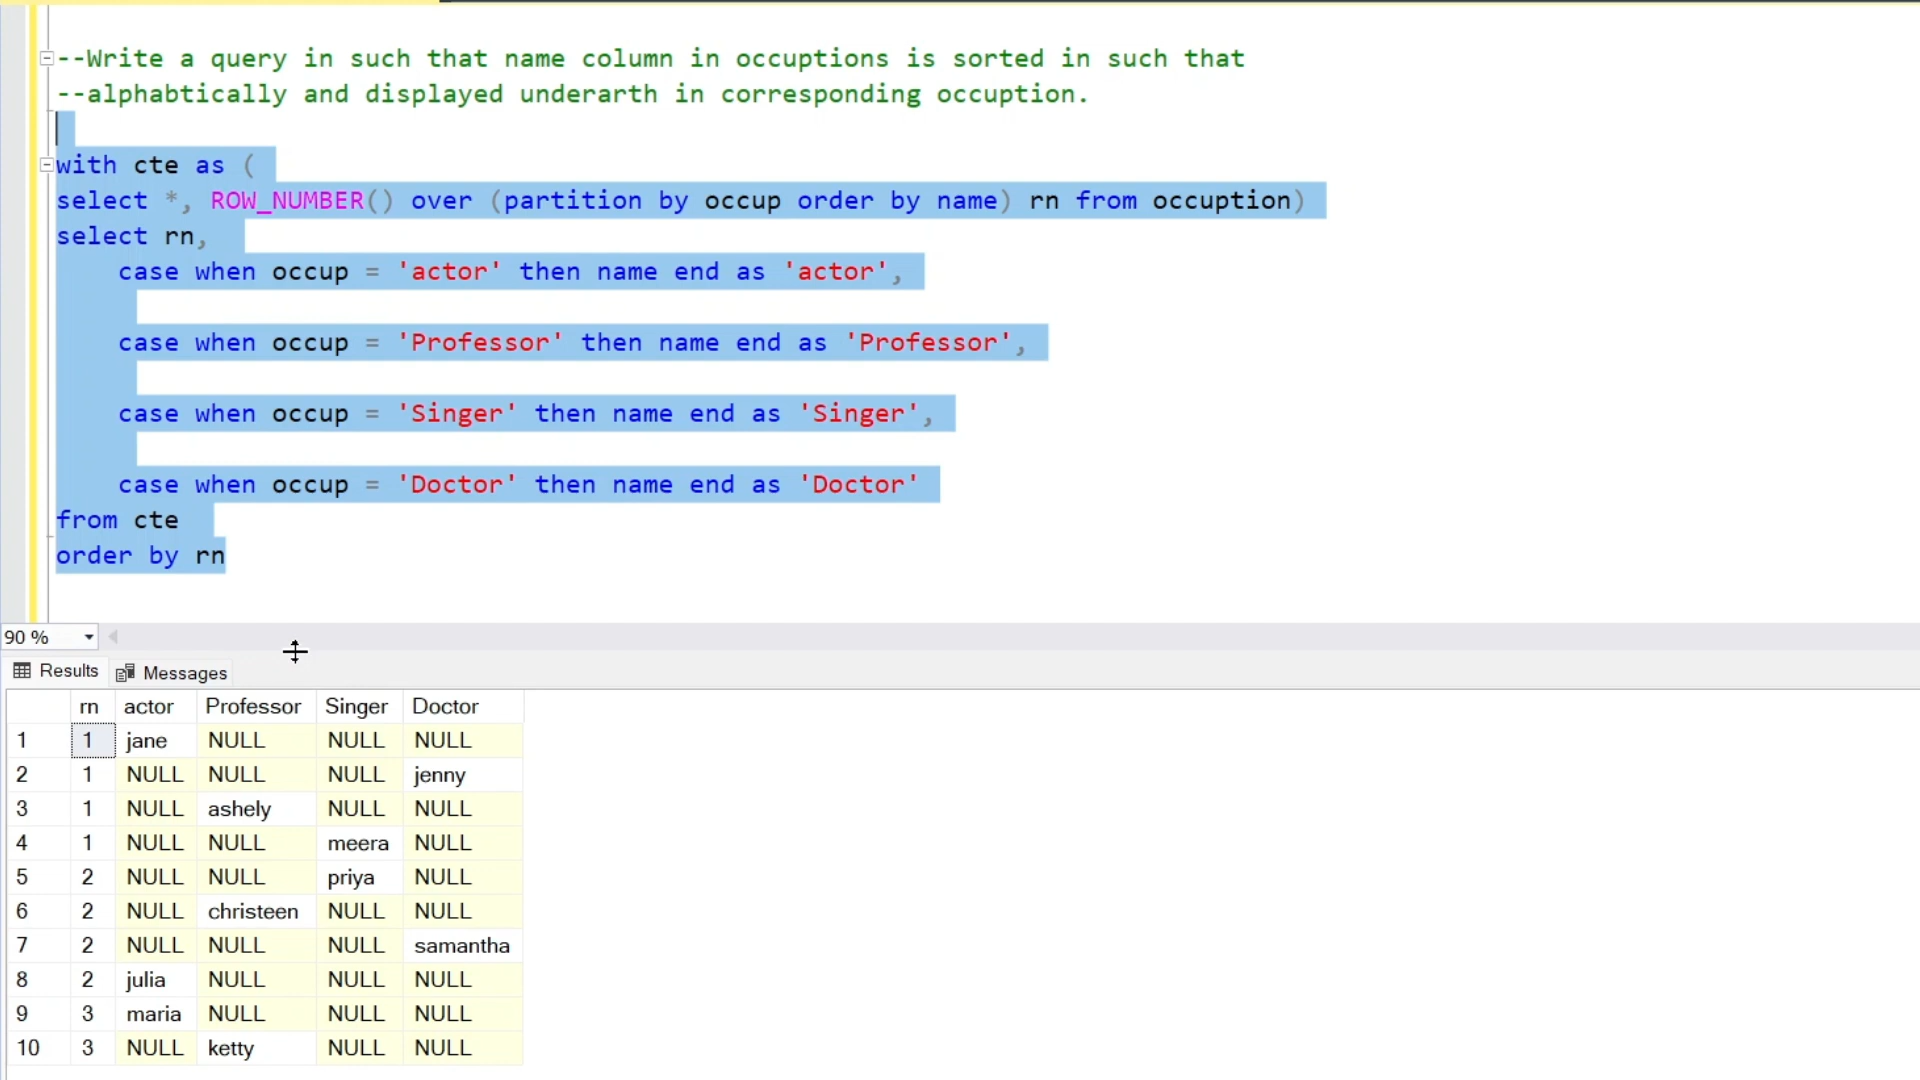 --Write a query in such that name column in occuptions is sorted in such that
--alphabtically and displayed underarth in corresponding occuption.
with cte as (
select *, ROW_NUMBER() over (partition by occup order by name) rn from occuption)
select rn,
case when occup = 'actor' then name end as 'actor',
case when occup = 'Professor' then name end as 'Professor',
case when occup = 'Singer' then name end as 'Singer',
case when occup = 'Doctor' then name end as 'Doctor'
from cte
order by rn
90 %
Results Messages
rn actor Professor Singer Doctor
1 1 jane NULL NULL NULL
2 1 NULL NULL NULL jenny
3 1 NULL ashely NULL NULL
4 1 NULL NULL meera NULL
5 2 NULL NULL priya NULL
6 2 NULL christeen NULL NULL
7 2 NULL NULL NULL samantha
8 2 julia NULL NULL NULL
9 3 maria NULL NULL NULL
10 3 NULL ketty NULL NULL